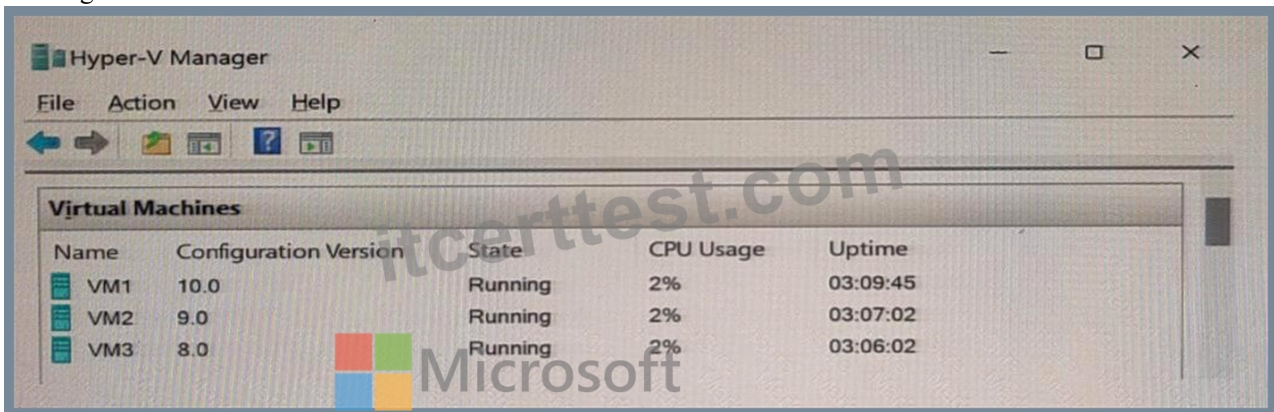 Hyper-V Manager
File Action View Help
Virtual Machines
Name Configuration Version State CPU Usage Uptime
VM1 10.0 Running 2% 03:09:45
VM2 9.0 Running 2% 03:07:02
VM3 8.0 Running 2% 03:06:02
itcerttest.com
Microsoft